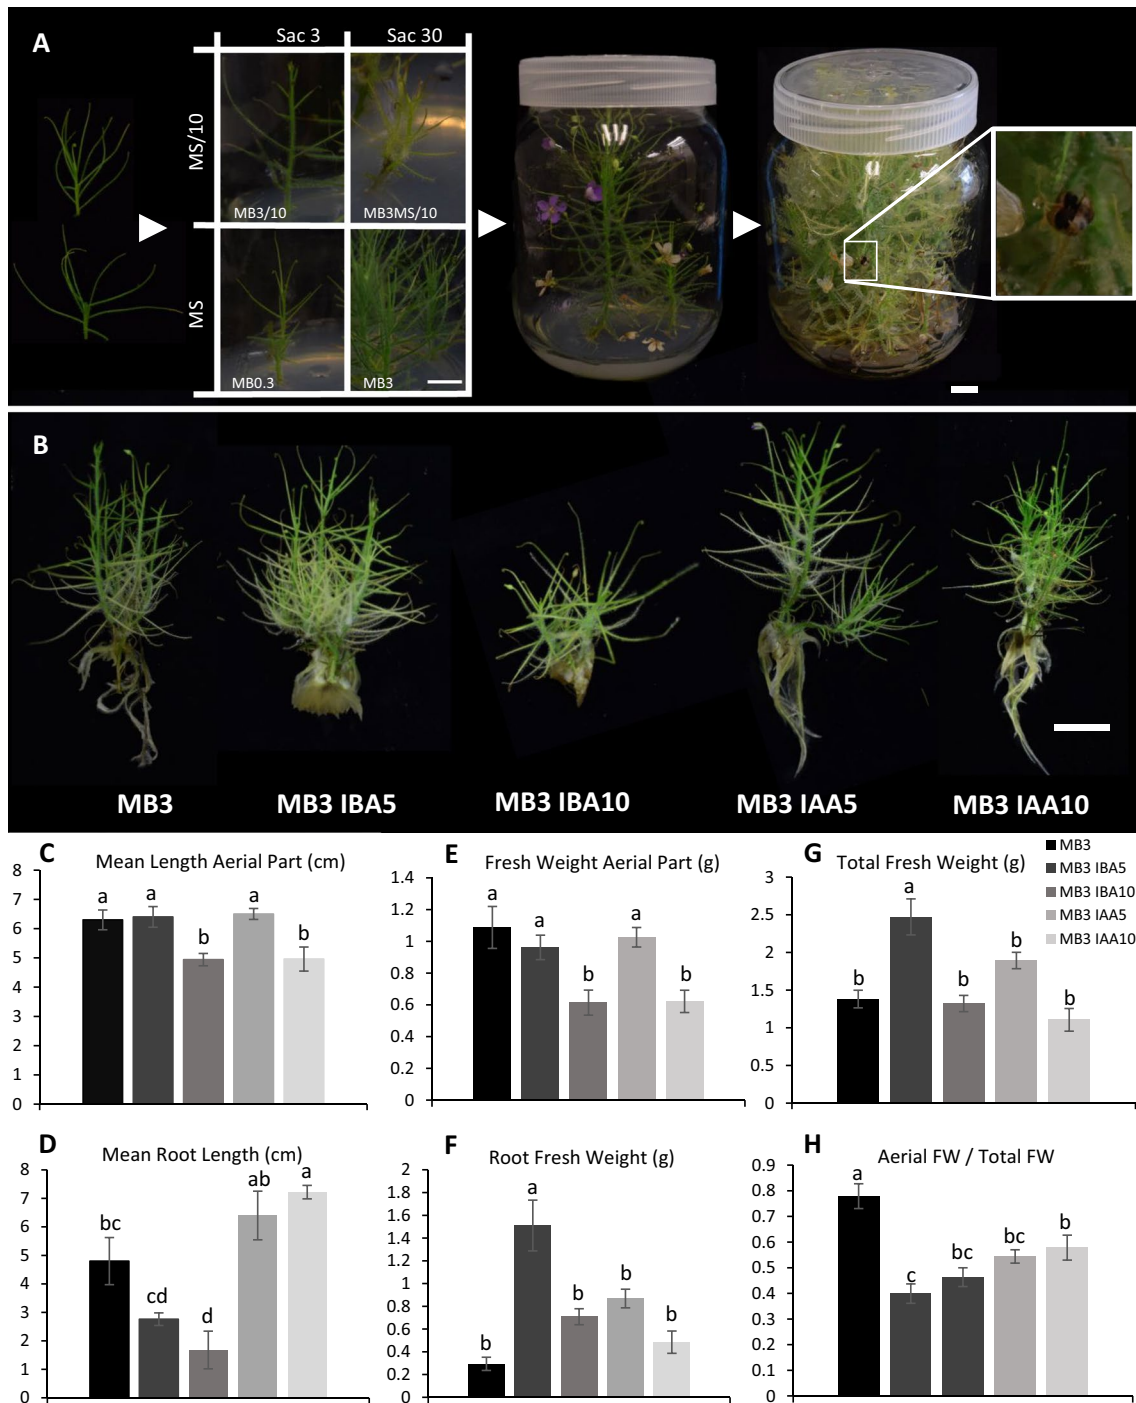 A
Sac 3
Sac 30
MS/10
MB3/10
MB3MS/10
MS
MB0.3
MB3
B
MB3
MB3 IBA5
MB3 IBA10
MB3 IAA5
MB3 IAA10
C
Mean Length Aerial Part (cm)
8
7
6
5
4
3
2
1
0
a
a
b
a
b
E
Fresh Weight Aerial Part (g)
1.4
1.2
1
0.8
0.6
0.4
0.2
0
a
a
b
a
b
G
Total Fresh Weight (g)
3
2.5
2
1.5
1
0.5
0
b
a
b
b
b
MB3
MB3 IBA5
MB3 IBA10
MB3 IAA5
MB3 IAA10
D
Mean Root Length (cm)
8
7
6
5
4
3
2
1
0
bc
cd
d
ab
a
F
Root Fresh Weight (g)
2
1.8
1.6
1.4
1.2
1
0.8
0.6
0.4
0.2
0
b
a
b
b
b
H
Aerial FW / Total FW
0.9
0.8
0.7
0.6
0.5
0.4
0.3
0.2
0.1
0
a
c
bc
bc
b